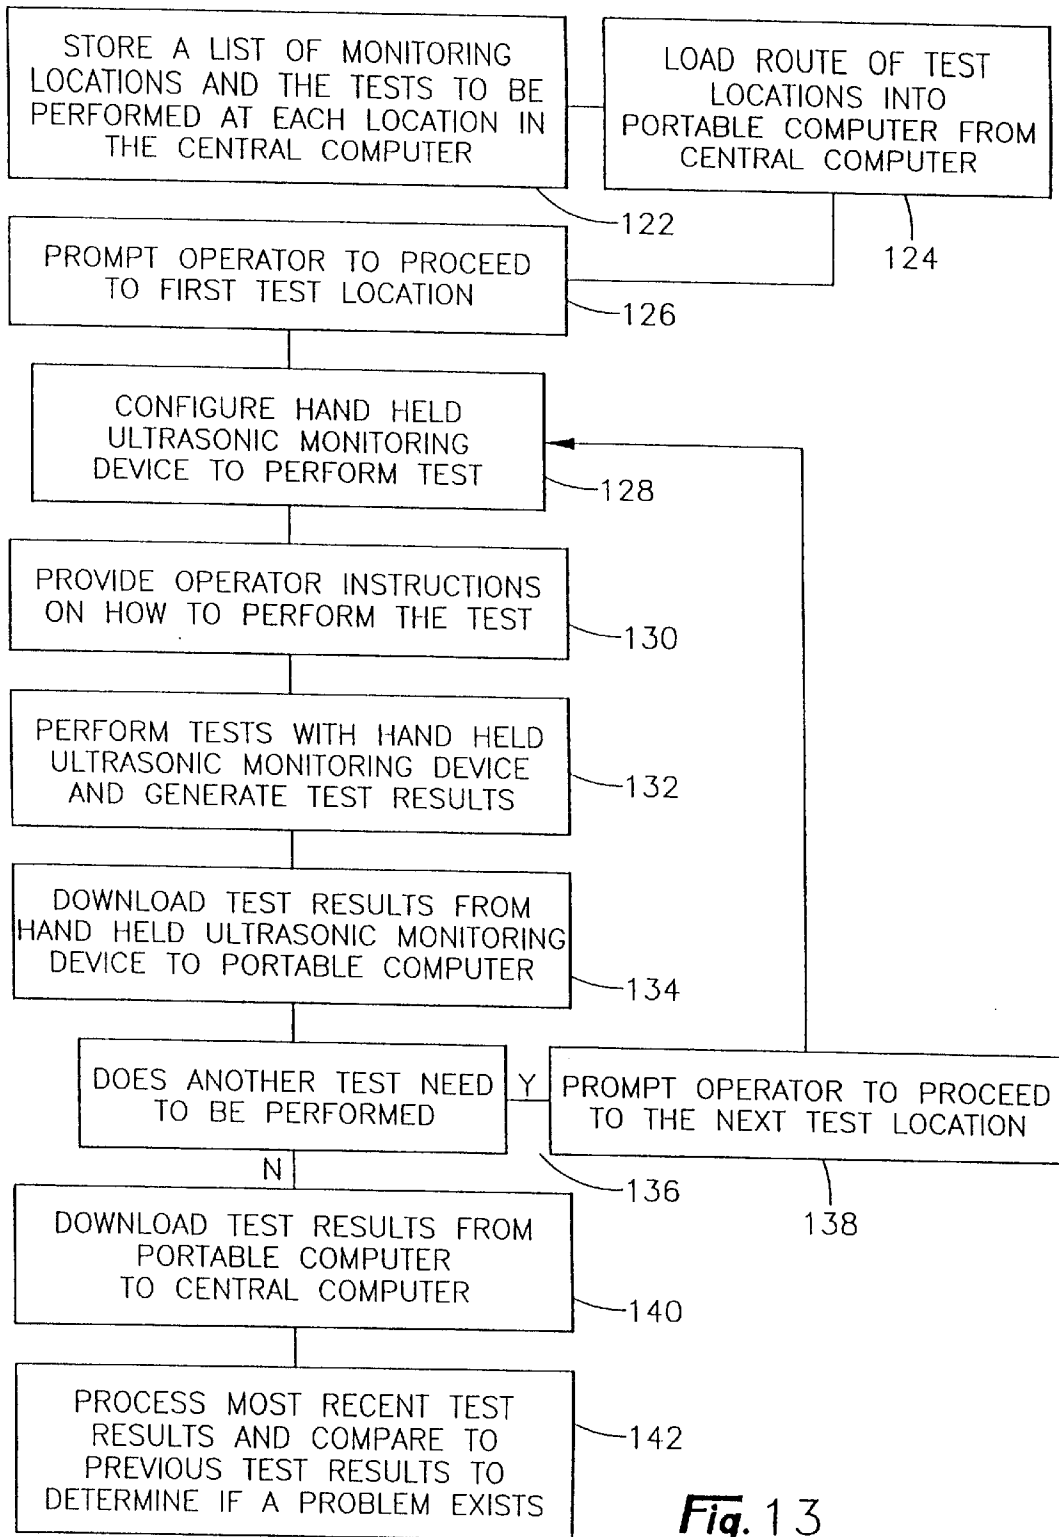 STORE A LIST OF MONITORING
LOCATIONS AND THE TESTS TO BE
PERFORMED AT EACH LOCATION IN
THE CENTRAL COMPUTER
122
LOAD ROUTE OF TEST
LOCATIONS INTO
PORTABLE COMPUTER FROM
CENTRAL COMPUTER
124
PROMPT OPERATOR TO PROCEED
TO FIRST TEST LOCATION
126
CONFIGURE HAND HELD
ULTRASONIC MONITORING
DEVICE TO PERFORM TEST
128
PROVIDE OPERATOR INSTRUCTIONS
ON HOW TO PERFORM THE TEST
130
PERFORM TESTS WITH HAND HELD
ULTRASONIC MONITORING DEVICE
AND GENERATE TEST RESULTS
132
DOWNLOAD TEST RESULTS FROM
HAND HELD ULTRASONIC MONITORING
DEVICE TO PORTABLE COMPUTER
134
DOES ANOTHER TEST NEED
TO BE PERFORMED
136
Y
PROMPT OPERATOR TO PROCEED
TO THE NEXT TEST LOCATION
138
N
DOWNLOAD TEST RESULTS FROM
PORTABLE COMPUTER
TO CENTRAL COMPUTER
140
PROCESS MOST RECENT TEST
RESULTS AND COMPARE TO
PREVIOUS TEST RESULTS TO
DETERMINE IF A PROBLEM EXISTS
142
Fig. 13